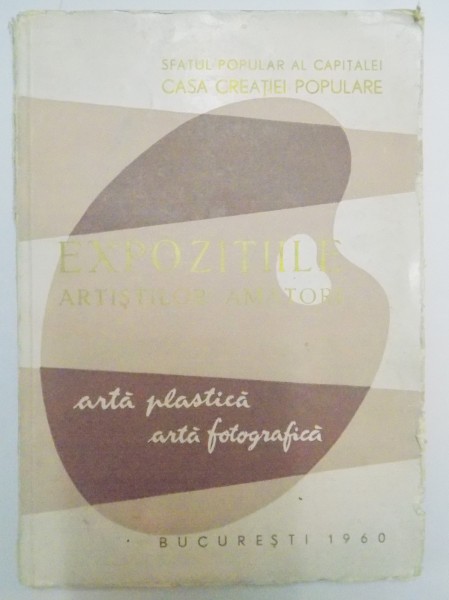 SFATUL POPULAR AL CAPITALEI
CASA CREAȚIEI POPULARE
EXPOZIȚIILE
ARTIȘTILOR AMATORI
artă plastică
artă fotografică
BUCUREȘTI 1960